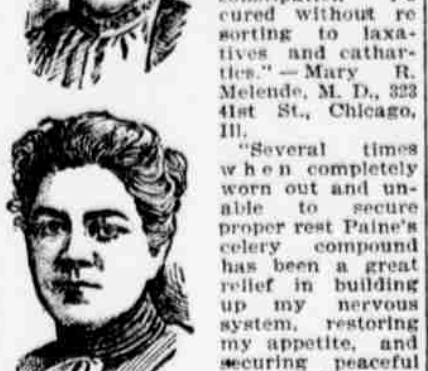 cured without re
sorting to laxa-
tives and cathar-
tics." — Mary R.
Melende, M. D., 323
41st St., Chicago,
Ill.
"Several times
when completely
worn out and un-
able to secure
proper rest Paine's
celery compound
has been a great
relief in building
up my nervous
system, restoring
my appetite, and
securing peaceful